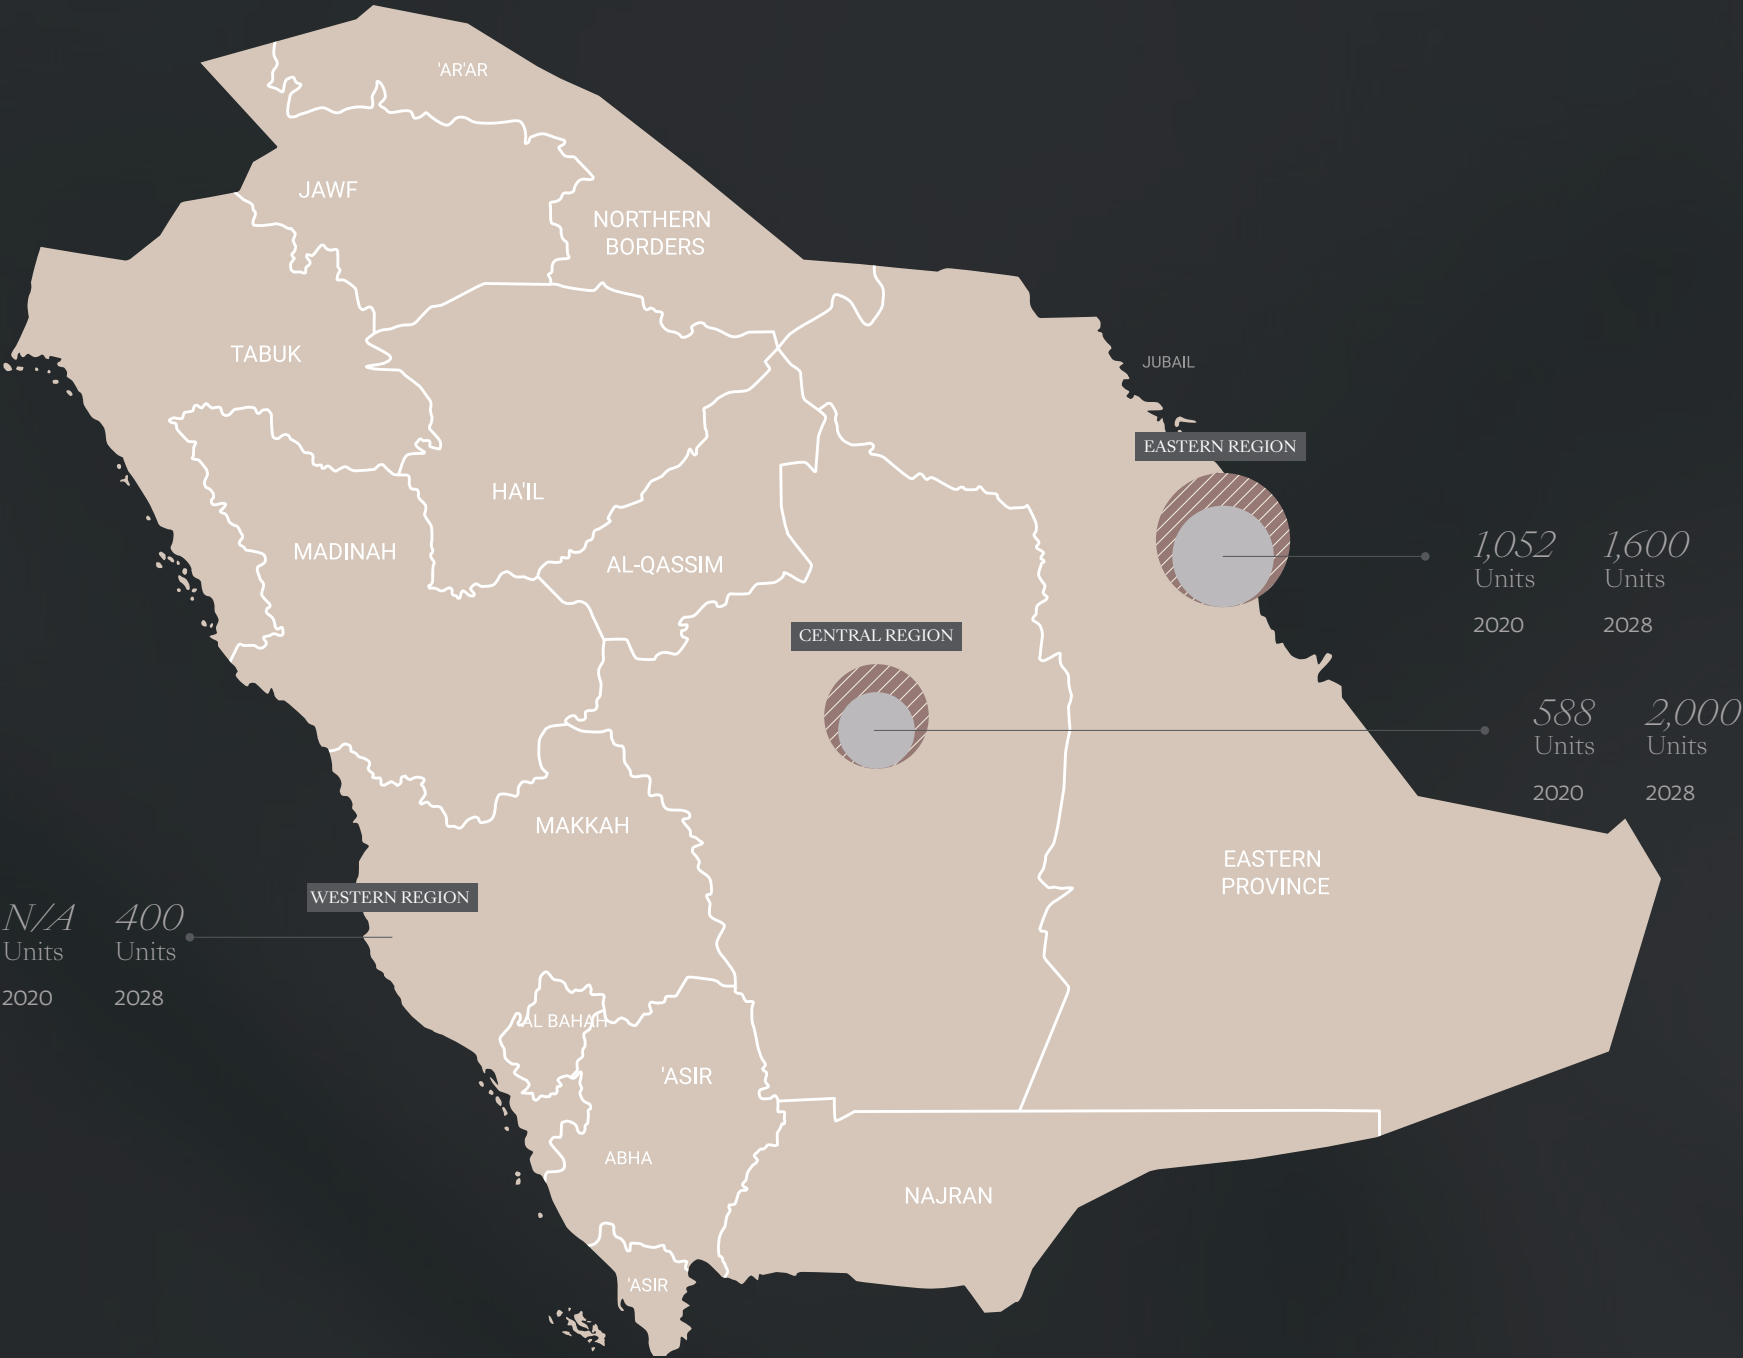 'AR'AR
JAWF
NORTHERN
BORDERS
TABUK
JUBAIL
EASTERN REGION
HA'IL
MADINAH
AL-QASSIM
1,052
Units
2020
1,600
Units
2028
CENTRAL REGION
588
Units
2020
2,000
Units
2028
MAKKAH
EASTERN
PROVINCE
WESTERN REGION
N/A
Units
2020
400
Units
2028
AL BAHAH
'ASIR
ABHA
NAJRAN
'ASIR